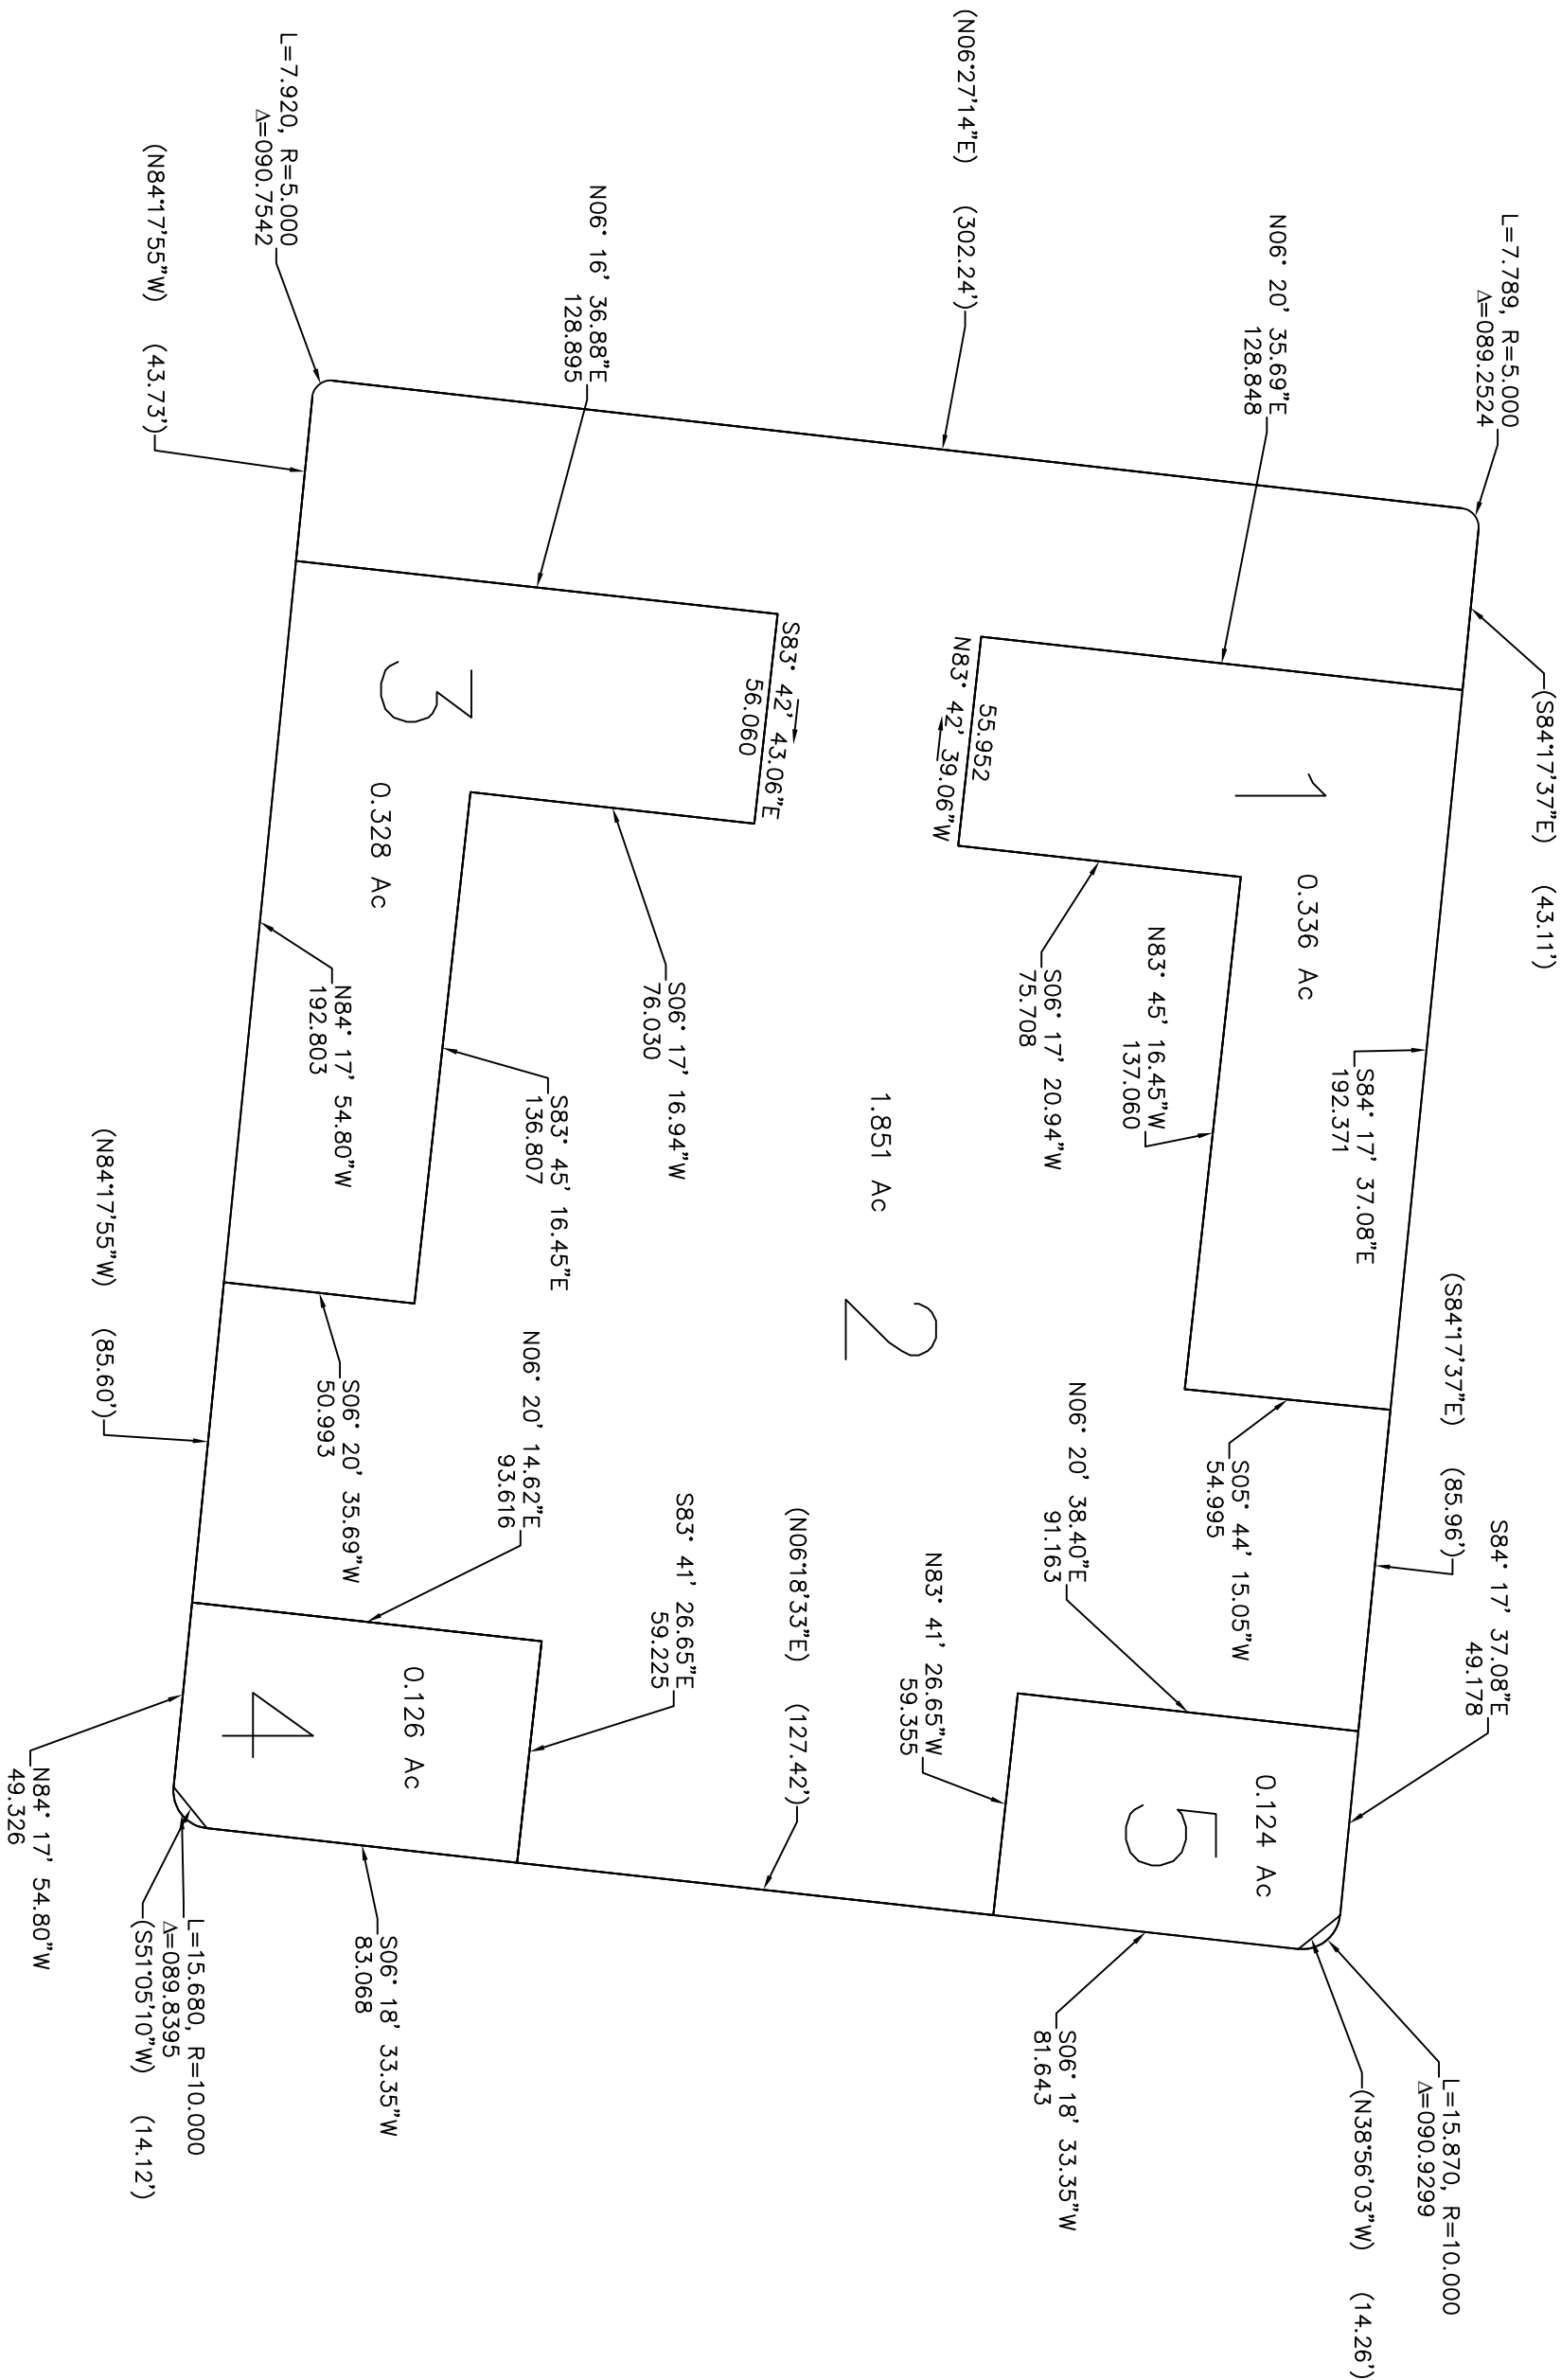 L=7.789, R=5.000
Δ=089.2524
(S84°17'37"E) (43.11')
N06° 20' 35.69"E
128.848
S84° 17' 37.08"E
192.371
(S84°17'37"E) (85.96')
S84° 17' 37.08"E
49.178
L=15.870, R=10.000
Δ=090.9299
(N38°56'03"W) (14.26')
1
0.336 Ac
N83° 45' 16.45"W
137.060
S05° 44' 15.05"W
54.995
0.124 Ac
5
S06° 17' 20.94"W
75.708
N06° 20' 38.40"E
91.163
S06° 18' 33.35"W
81.643
(N06°27'14"E) (302.24')
55.952
N83° 42' 39.06"W
N83° 41' 26.65"W
59.355
1.851 Ac
2
(N06°18'33"E) (127.42')
S83° 42' 43.06"E
56.060
S06° 17' 16.94"W
76.030
S83° 41' 26.65"E
59.225
N06° 16' 36.88"E
128.895
S83° 45' 16.45"E
136.807
N06° 20' 14.62"E
93.616
3
0.328 Ac
0.126 Ac
4
S06° 18' 33.35"W
83.068
N84° 17' 54.80"W
192.803
S06° 20' 35.69"W
50.993
L=7.920, R=5.000
Δ=090.7542
L=15.680, R=10.000
Δ=089.8395
(S51°05'10"W) (14.12')
(N84°17'55"W) (43.73')
(N84°17'55"W) (85.60')
N84° 17' 54.80"W
49.326